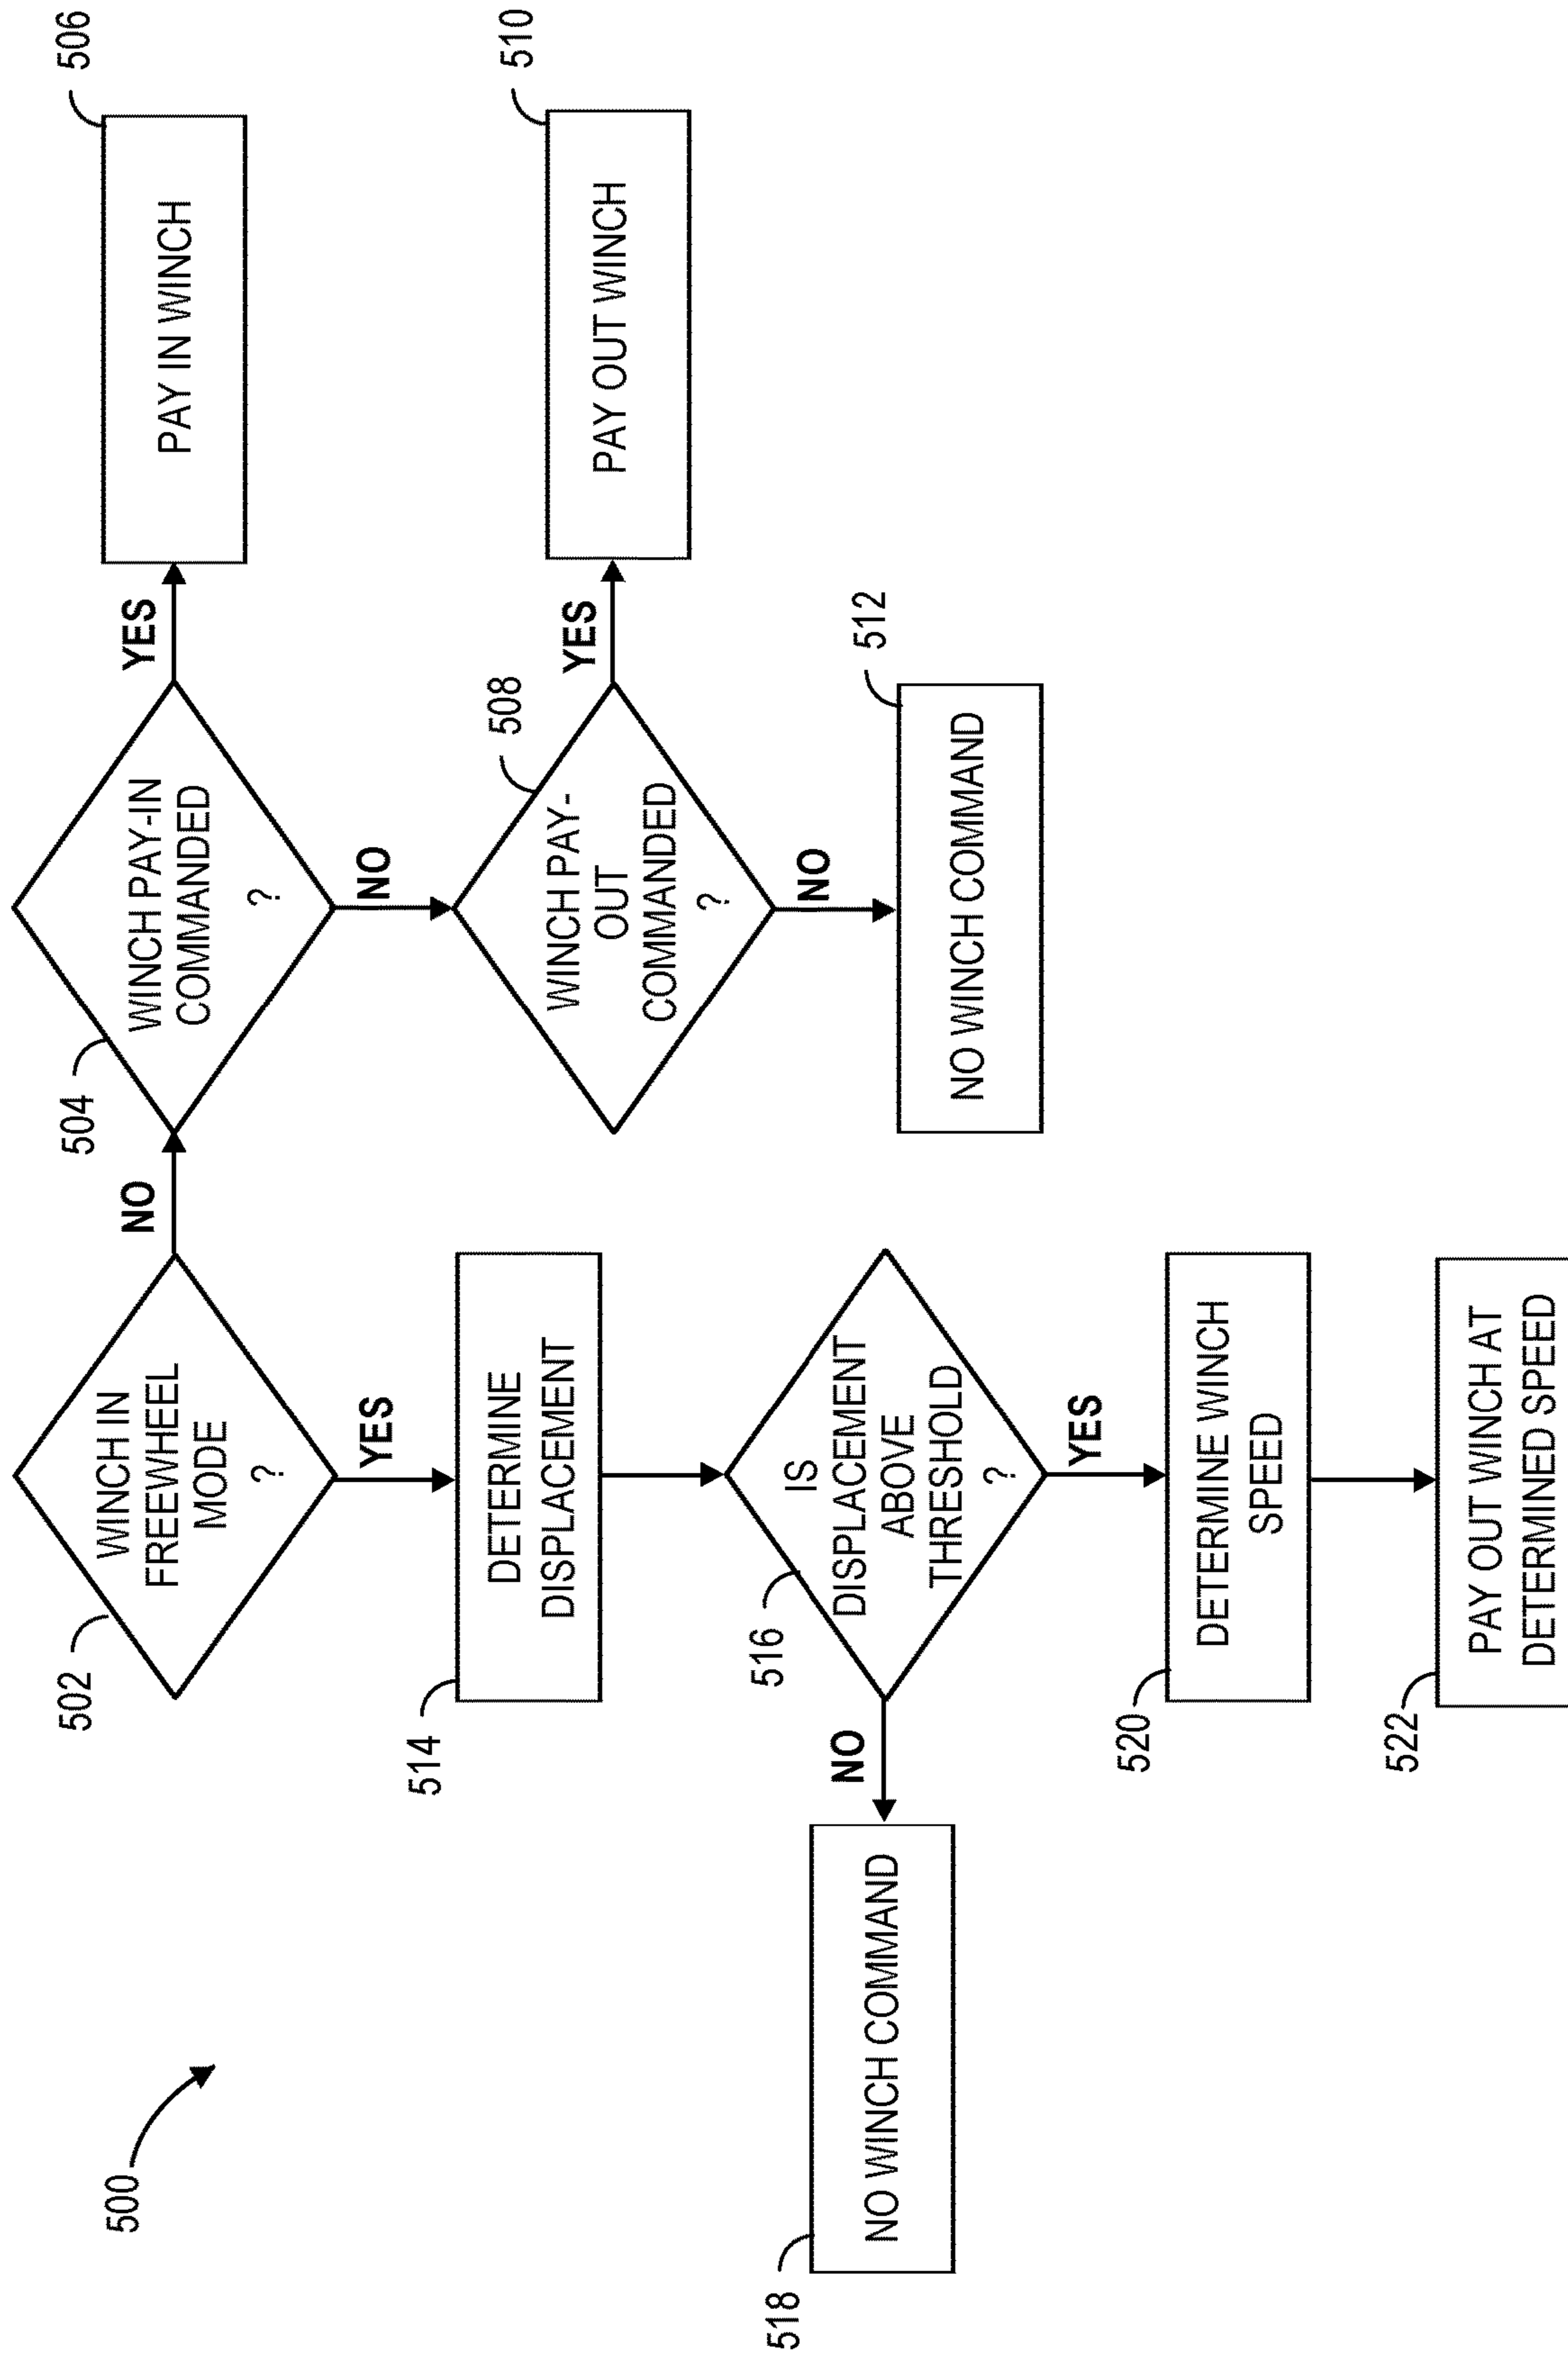 500
502
WINCH IN
FREEWHEEL
MODE
?
NO
504
WINCH PAY-IN
COMMANDED
?
YES
506
PAY IN WINCH
YES
NO
514
DETERMINE
DISPLACEMENT
508
WINCH PAY-
OUT
COMMANDED
?
YES
510
PAY OUT WINCH
518
NO WINCH COMMAND
NO
516
IS
DISPLACEMENT
ABOVE
THRESHOLD
?
NO
512
NO WINCH COMMAND
YES
520
DETERMINE WINCH
SPEED
522
PAY OUT WINCH AT
DETERMINED SPEED